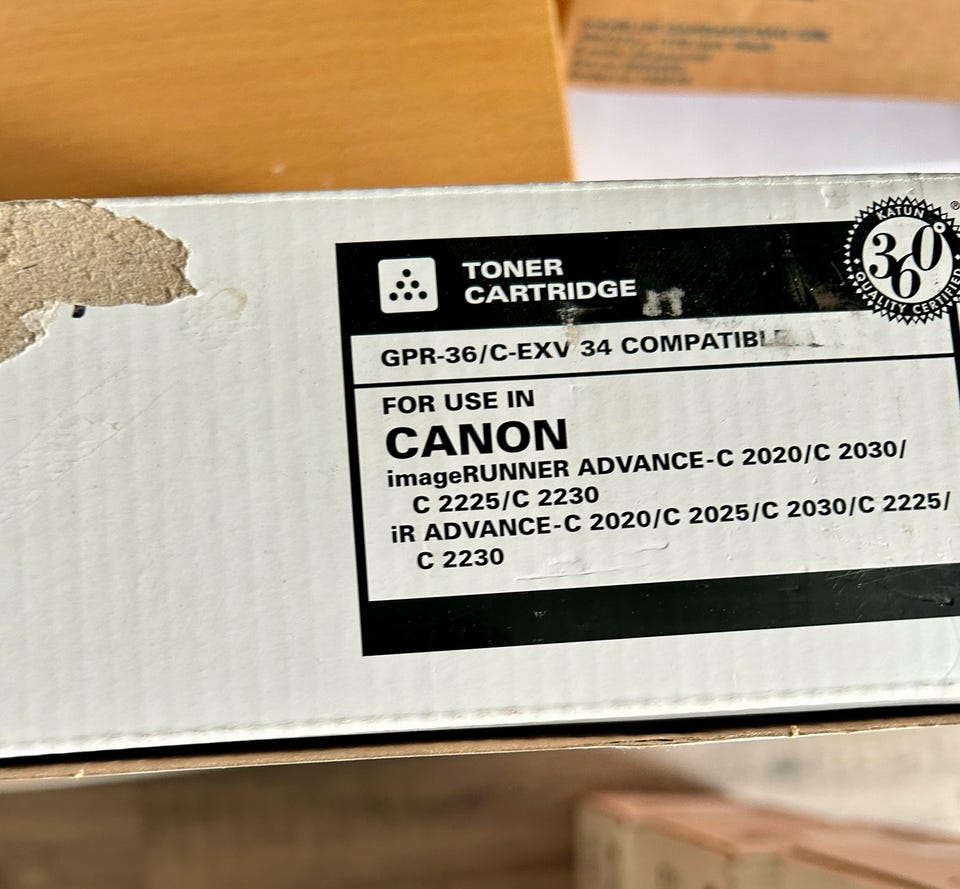 TONER
CARTRIDGE
KATUN
360°
QUALITY CERTIFIED
®
GPR-36/C-EXV 34 COMPATIBLE
FOR USE IN
CANON
imageRUNNER ADVANCE-C 2020/C 2030/
C 2225/C 2230
iR ADVANCE-C 2020/C 2025/C 2030/C 2225/
C 2230